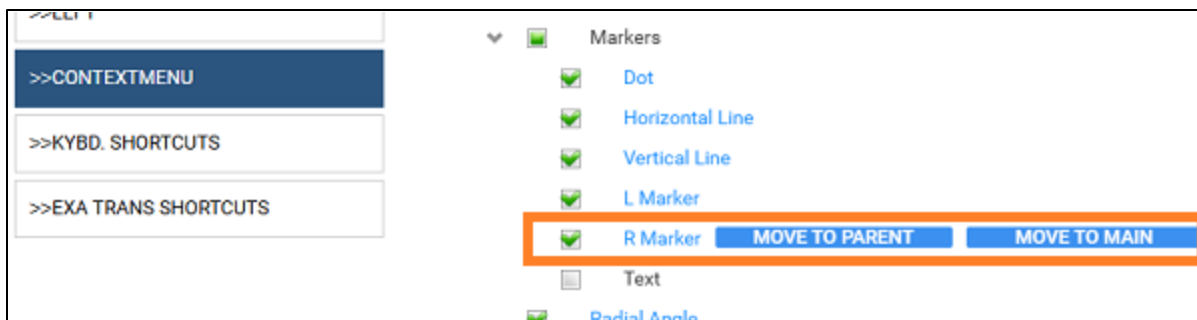 >>LEFT
>>CONTEXTMENU
>>KYBD. SHORTCUTS
>>EXA TRANS SHORTCUTS
Markers
Dot
Horizontal Line
Vertical Line
L Marker
R Marker MOVE TO PARENT MOVE TO MAIN
Text
Radial Angle